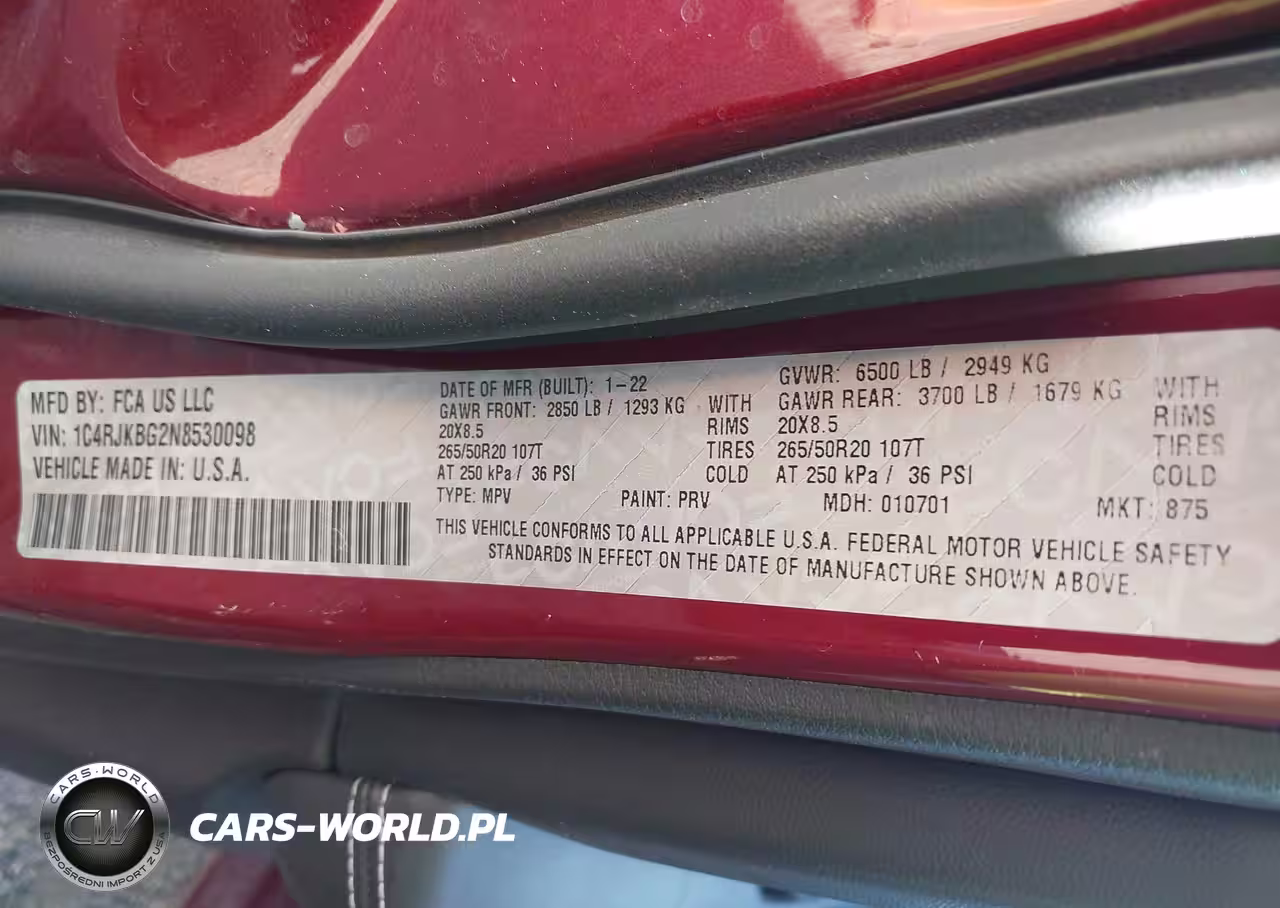 MFD BY: FCA US LLC
VIN: 1C4RJKBG2N8530098
VEHICLE MADE IN: U.S.A.
DATE OF MFR (BUILT): 1-22
GVWR: 6500 LB / 2949 KG
GAWR FRONT: 2850 LB / 1293 KG WITH
20X8.5 RIMS
265/50R20 107T TIRES
AT 250 kPa / 36 PSI COLD
GAWR REAR: 3700 LB / 1679 KG WITH
20X8.5 RIMS
265/50R20 107T TIRES
AT 250 kPa / 36 PSI COLD
TYPE: MPV PAINT: PRV MDH: 010701 MKT: 875
THIS VEHICLE CONFORMS TO ALL APPLICABLE U.S.A. FEDERAL MOTOR VEHICLE SAFETY
STANDARDS IN EFFECT ON THE DATE OF MANUFACTURE SHOWN ABOVE.
CARS-WORLD
CW
BEZPOŚREDNI IMPORT Z USA
CARS-WORLD.PL